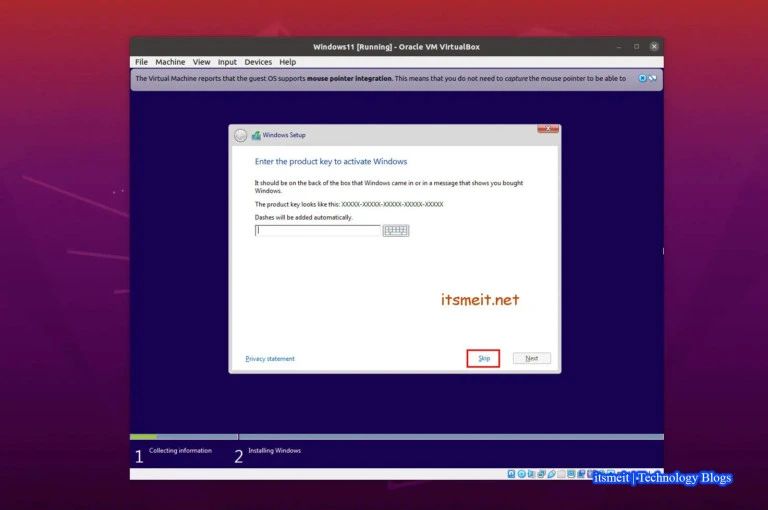 Windows11 [Running] - Oracle VM VirtualBox
File Machine View Input Devices Help
The Virtual Machine reports that the guest OS supports mouse pointer integration. This means that you do not need to capture the mouse pointer to be able to
Windows Setup
Enter the product key to activate Windows
It should be on the back of the box that Windows came in or in a message that shows you bought
Windows.
The product key looks like this: XXXXX-XXXXX-XXXXX-XXXXX-XXXXX
Dashes will be added automatically.
itsmeit.net
Privacy statement Skip Next
1 Collecting information 2 Installing Windows
itsmeit | Technology Blogs